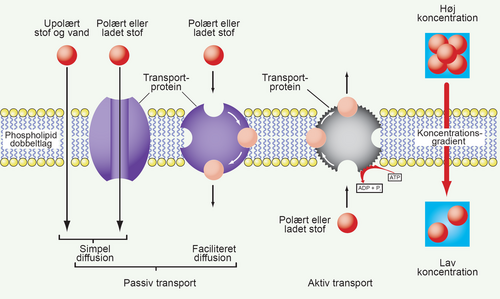 Upolært
stof og vand
Polært eller
ladet stof
Polært eller
ladet stof
Høj
koncentration
Transport-
protein
Transport-
protein
Phospholipid
dobbeltlag
Koncentrations-
gradient
ATP
ADP + P
Polært eller
ladet stof
Simpel
diffusion
Faciliteret
diffusion
Lav
koncentration
Passiv transport
Aktiv transport